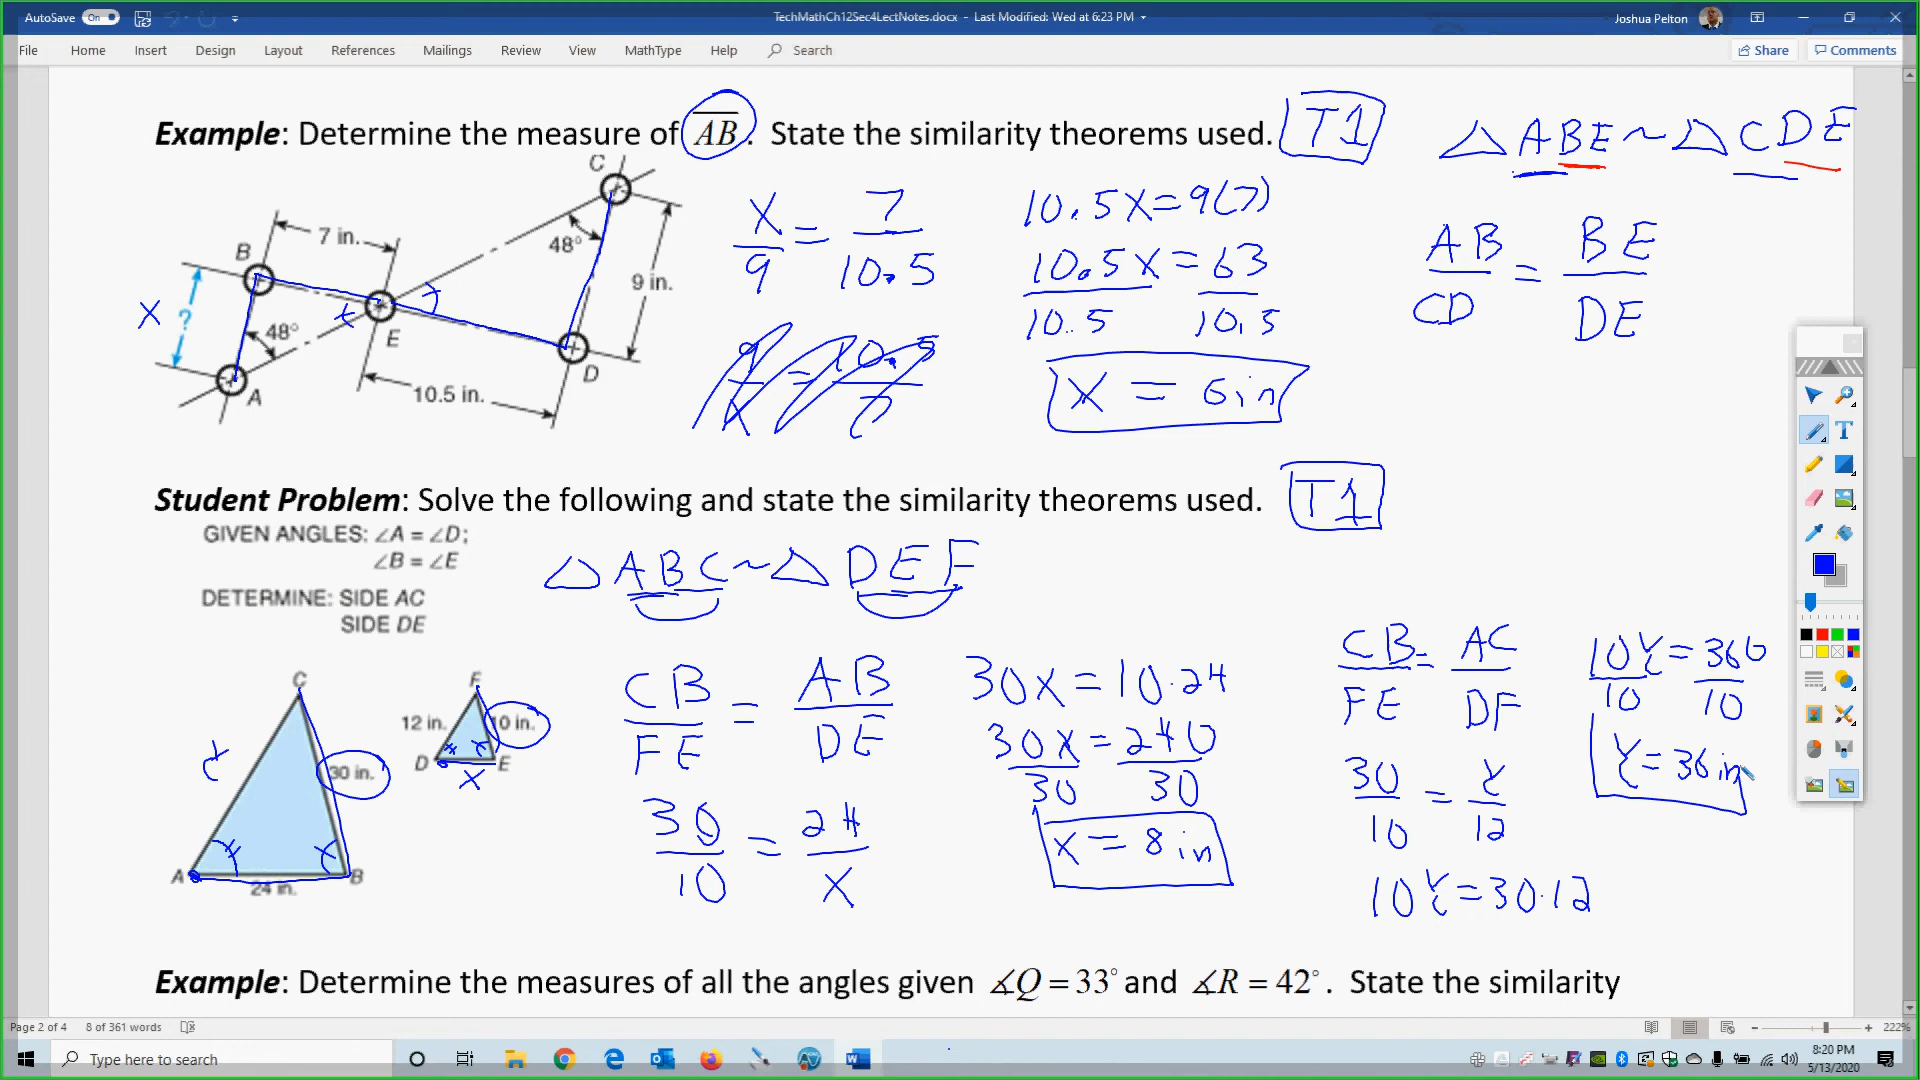 AutoSave On TechMathCh12Sec4LectNotes.docx - Last Modified: Wed at 6:23 PM Joshua Pelton
File Home Insert Design Layout References Mailings Review View MathType Help Search Share Comments
Example: Determine the measure of AB. State the similarity theorems used. T1
△ ABE ~ △ CDE
C
B
7 in.
48°
9 in.
X ?
48°
E
D
A
10.5 in.
X/9 = 7/10.5
10.5X = 9(7)
10.5X/10.5 = 63/10.5
X = 6in
AB/CD = BE/DE
Student Problem: Solve the following and state the similarity theorems used. T1
GIVEN ANGLES: ∠A = ∠D;
∠B = ∠E
DETERMINE: SIDE AC
SIDE DE
△ ABC ~ △ DEF
C
F
12 in.
10 in.
D
E
X
30 in.
A
B
24 in.
CB/FE = AB/DE
30/10 = 24/X
30X = 10·24
30X/30 = 240/30
X = 8 in
CB/FE = AC/DF
30/10 = Y/12
10Y = 30·12
10Y/10 = 360/10
Y = 36 in
Example: Determine the measures of all the angles given ∡Q = 33° and ∡R = 42°. State the similarity
Page 2 of 4 8 of 361 words 222%
Type here to search
8:20 PM
5/13/2020